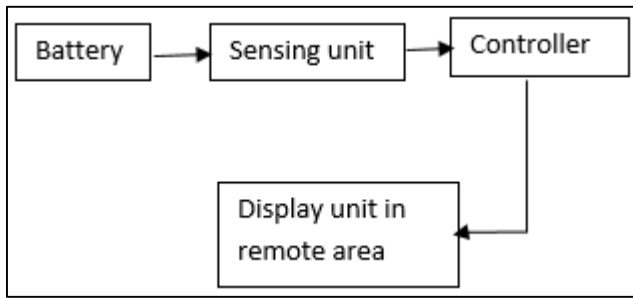 Battery
Sensing unit
Controller
Display unit in
remote area